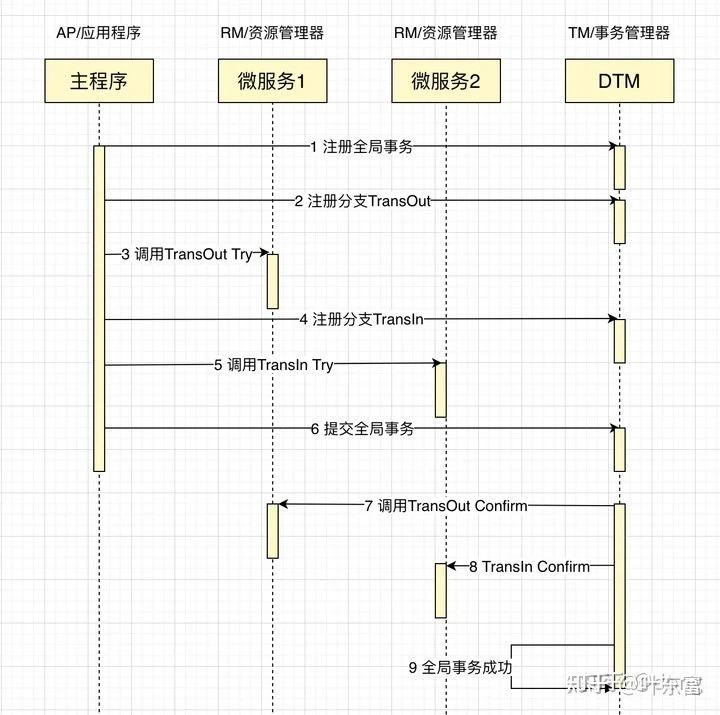 AP/应用程序
RM/资源管理器
RM/资源管理器
TM/事务管理器
主程序
微服务1
微服务2
DTM
1 注册全局事务
2 注册分支TransOut
3 调用TransOut Try
4 注册分支TransIn
5 调用TransIn Try
6 提交全局事务
7 调用TransOut Confirm
8 TransIn Confirm
9 全局事务成功
知乎 @叶东富